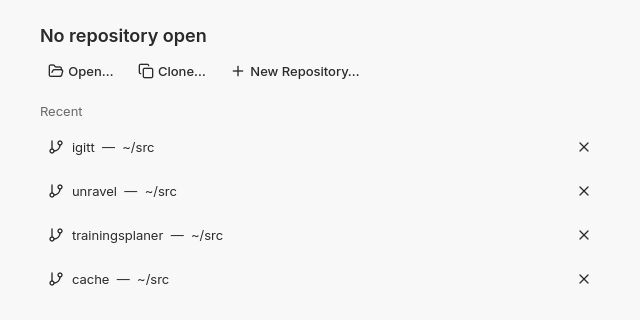 No repository open
Open... Clone... New Repository...
Recent
igitt — ~/src
unravel — ~/src
trainingsplaner — ~/src
cache — ~/src